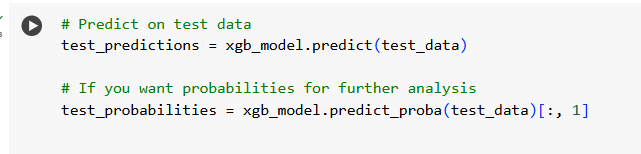 # Predict on test data
test_predictions = xgb_model.predict(test_data)
# If you want probabilities for further analysis
test_probabilities = xgb_model.predict_proba(test_data)[:, 1]